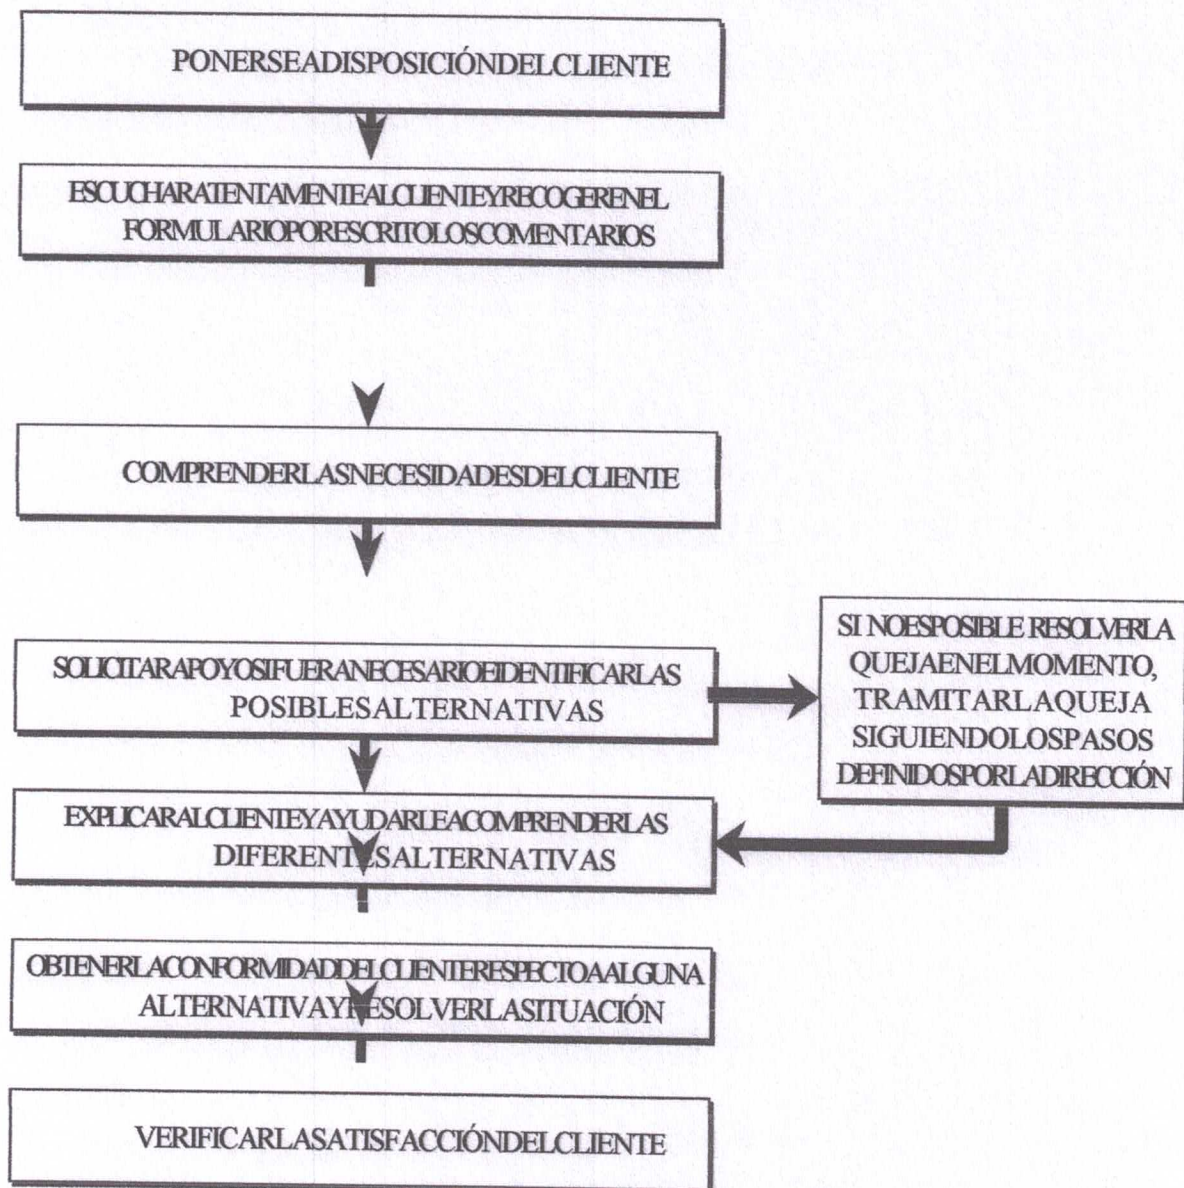 PONERSEADISPOSICIÓNDELCLIENTE
ESCUCHARATENTAMENTEALCLIENTEYRECOGERENEL
FORMULARIOPORESCRITOLOSCOMENTARIOS
COMPRENDERLASNECESIDADESDELCLIENTE
SOLICITARAPOYOSIFUERANECESARIOEIDENTIFICARLAS
POSIBLESALTERNATIVAS
SI NOESPOSIBLE RESOLVERLA
QUEJAENELMOMENTO,
TRAMITARLAQUEJA
SIGUIENDOLOSPASOS
DEFINIDOSPORLADIRECCIÓN
EXPLICARALCLIENTEYAYUDARLEACOMPRENDERLAS
DIFERENTESALTERNATIVAS
OBTENERLACONFORMIDADDELCLIENTERESPECTOAALGUNA
ALTERNATIVAYRESOLVERLASITUACIÓN
VERIFICARLASATISFACCIÓNDELCLIENTE